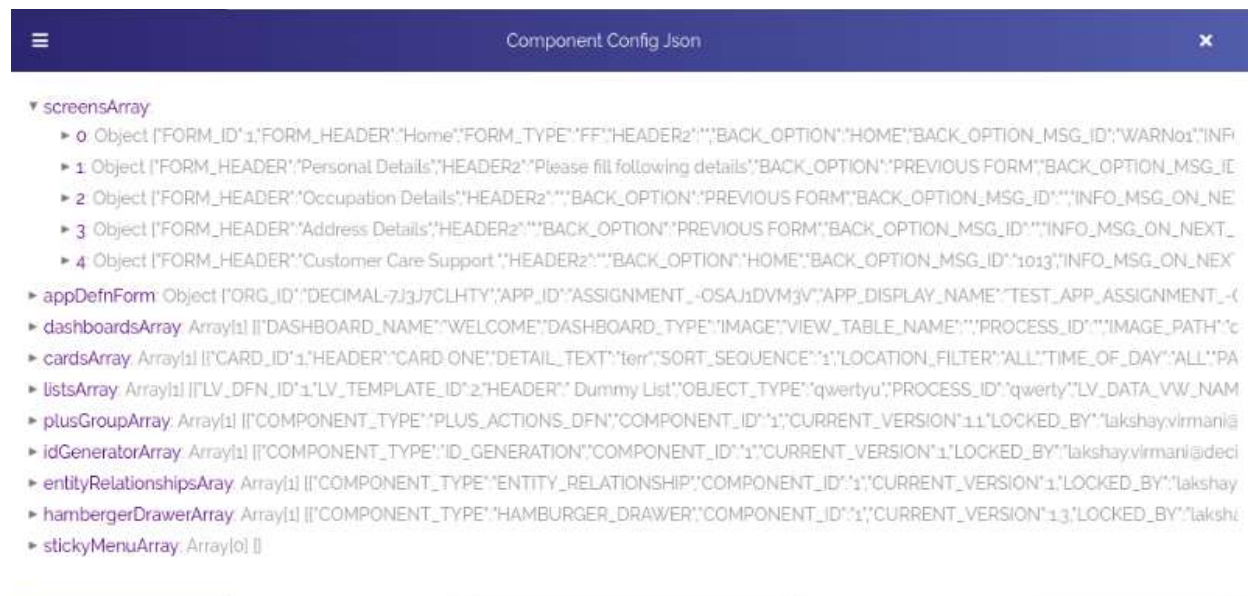 Component Config Json
screensArray:
0: Object {"FORM_ID":1,"FORM_HEADER":"Home","FORM_TYPE":"FF","HEADER2":"","BACK_OPTION":"HOME","BACK_OPTION_MSG_ID":"WARN01","INF
1: Object {"FORM_HEADER":"Personal Details","HEADER2":"Please fill following details","BACK_OPTION":"PREVIOUS FORM","BACK_OPTION_MSG_ID
2: Object {"FORM_HEADER":"Occupation Details","HEADER2":"","BACK_OPTION":"PREVIOUS FORM","BACK_OPTION_MSG_ID":"","INFO_MSG_ON_NE
3: Object {"FORM_HEADER":"Address Details","HEADER2":"","BACK_OPTION":"PREVIOUS FORM","BACK_OPTION_MSG_ID":"","INFO_MSG_ON_NEXT_
4: Object {"FORM_HEADER":"Customer Care Support ","HEADER2":"","BACK_OPTION":"HOME","BACK_OPTION_MSG_ID":"1013","INFO_MSG_ON_NEX
appDefnForm: Object {"ORG_ID":"DECIMAL-7J3J7CLHTY","APP_ID":"ASSIGNMENT_-OSAJ1DVM3V","APP_DISPLAY_NAME":"TEST_APP_ASSIGNMENT_-
dashboardsArray: Array[1] [{"DASHBOARD_NAME":"WELCOME","DASHBOARD_TYPE":"IMAGE","VIEW_TABLE_NAME":"","PROCESS_ID":"","IMAGE_PATH":"
cardsArray: Array[1] [{"CARD_ID":1,"HEADER":"CARD ONE","DETAIL_TEXT":"terr","SORT_SEQUENCE":"1","LOCATION_FILTER":"ALL","TIME_OF_DAY":"ALL","PA
listsArray: Array[1] [{"LV_DFN_ID":1,"LV_TEMPLATE_ID":2,"HEADER":" Dummy List","OBJECT_TYPE":"qwertyu","PROCESS_ID":"qwerty","LV_DATA_VW_NAM
plusGroupArray: Array[1] [{"COMPONENT_TYPE":"PLUS_ACTIONS_DFN","COMPONENT_ID":"1","CURRENT_VERSION":1.1,"LOCKED_BY":"lakshay.virmani@
idGeneratorArray: Array[1] [{"COMPONENT_TYPE":"ID_GENERATION","COMPONENT_ID":"1","CURRENT_VERSION":1,"LOCKED_BY":"lakshay.virmani@deci
entityRelationshipsAray: Array[1] [{"COMPONENT_TYPE":"ENTITY_RELATIONSHIP","COMPONENT_ID":"1","CURRENT_VERSION":1,"LOCKED_BY":"lakshay
hambergerDrawerArray: Array[1] [{"COMPONENT_TYPE":"HAMBURGER_DRAWER","COMPONENT_ID":"1","CURRENT_VERSION":1.3,"LOCKED_BY":"laksh
stickyMenuArray: Array[0] []